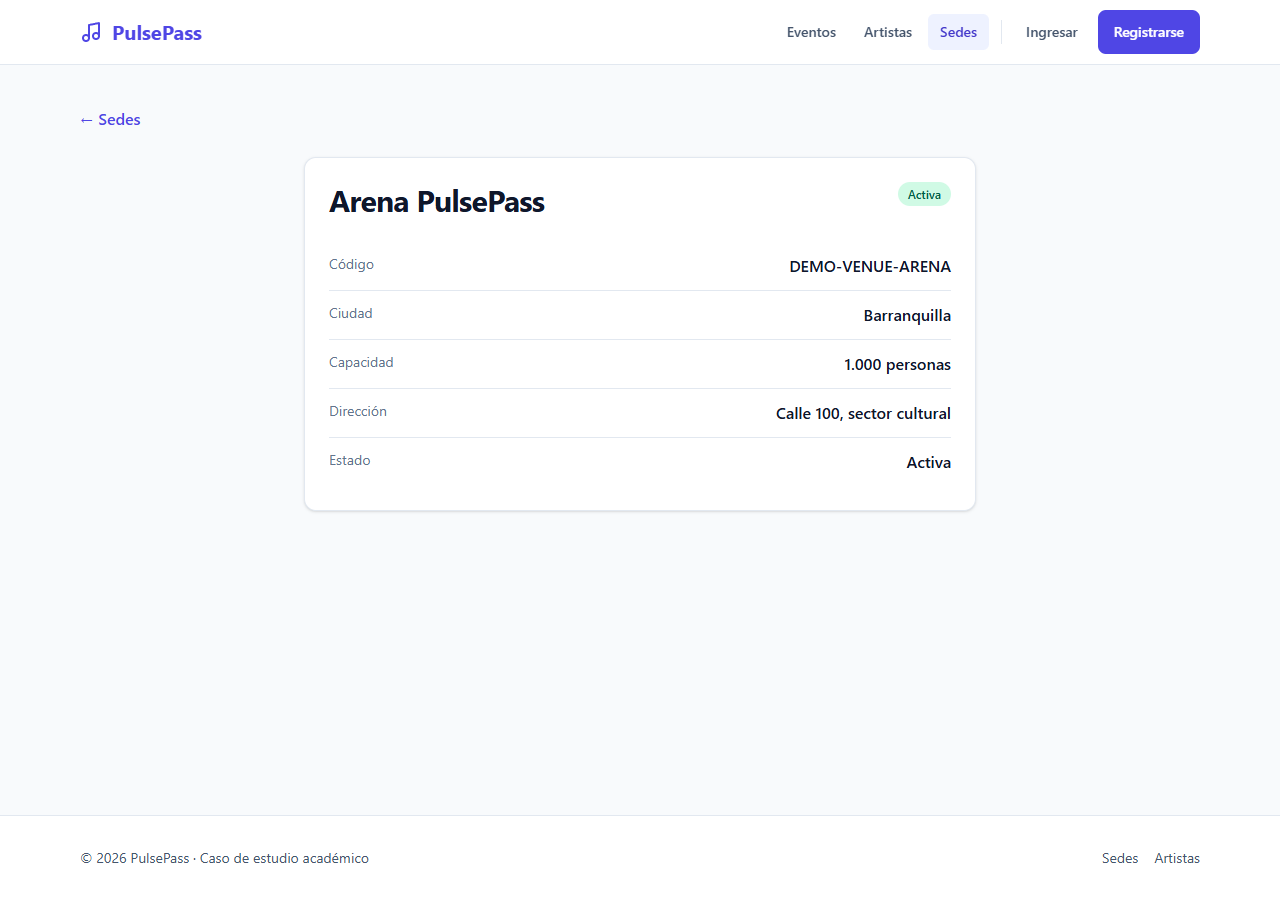 PulsePass
Eventos Artistas Sedes Ingresar Registrarse
← Sedes
Arena PulsePass
Activa
Código DEMO-VENUE-ARENA
Ciudad Barranquilla
Capacidad 1.000 personas
Dirección Calle 100, sector cultural
Estado Activa
© 2026 PulsePass · Caso de estudio académico
Sedes Artistas